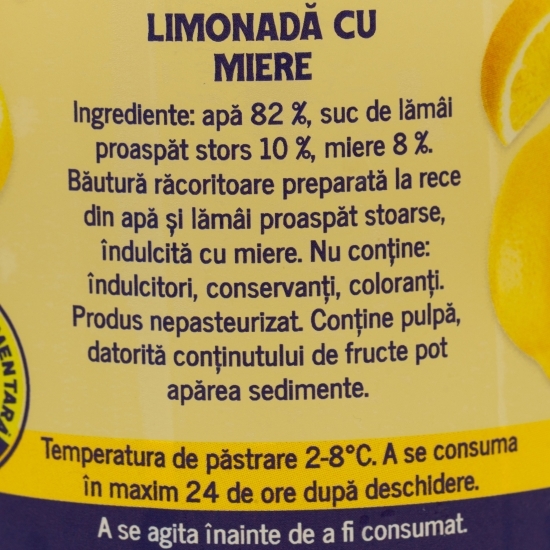 LIMONADĂ CU
MIERE
Ingrediente: apă 82 %, suc de lămâi
proaspăt stors 10 %, miere 8 %.
Băutură răcoritoare preparată la rece
din apă și lămâi proaspăt stoarse,
îndulcită cu miere. Nu conține:
îndulcitori, conservanți, coloranți.
Produs nepasteurizat. Conține pulpă,
datorită conținutului de fructe pot
apărea sedimente.
Temperatura de păstrare 2-8°C. A se consuma
în maxim 24 de ore după deschidere.
A se agita înainte de a fi consumat.